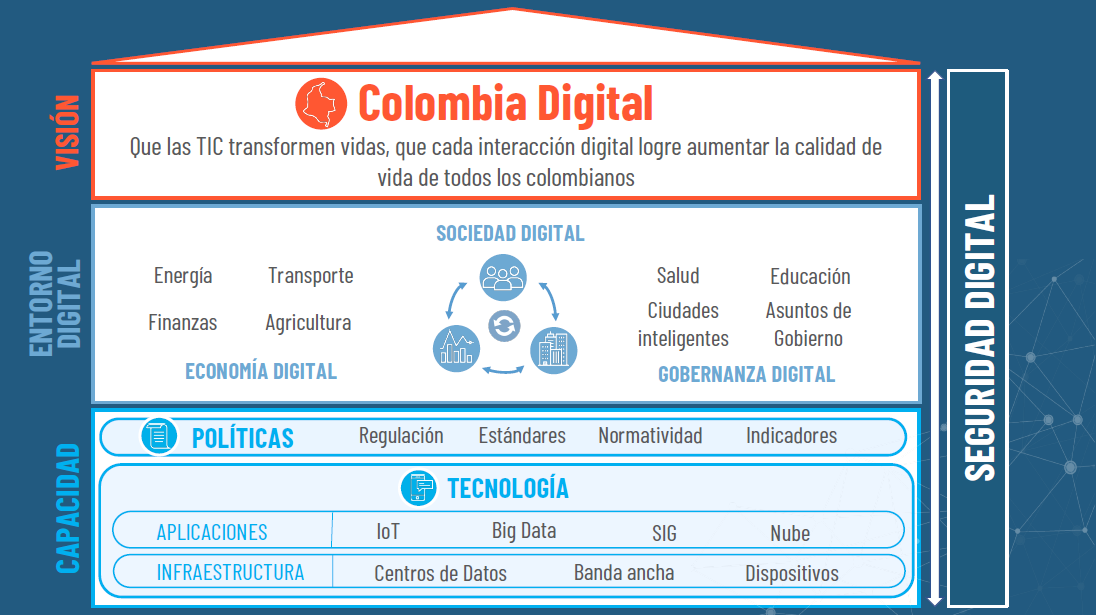 VISIÓN
Colombia Digital
Que las TIC transformen vidas, que cada interacción digital logre aumentar la calidad de
vida de todos los colombianos
ENTORNO
DIGITAL
SOCIEDAD DIGITAL
Energía Transporte
Finanzas Agricultura
ECONOMÍA DIGITAL
Salud Educación
Ciudades
inteligentes
Asuntos de
Gobierno
GOBERNANZA DIGITAL
CAPACIDAD
POLÍTICAS Regulación Estándares Normatividad Indicadores
TECNOLOGÍA
APLICACIONES IoT Big Data SIG Nube
INFRAESTRUCTURA Centros de Datos Banda ancha Dispositivos
SEGURIDAD DIGITAL